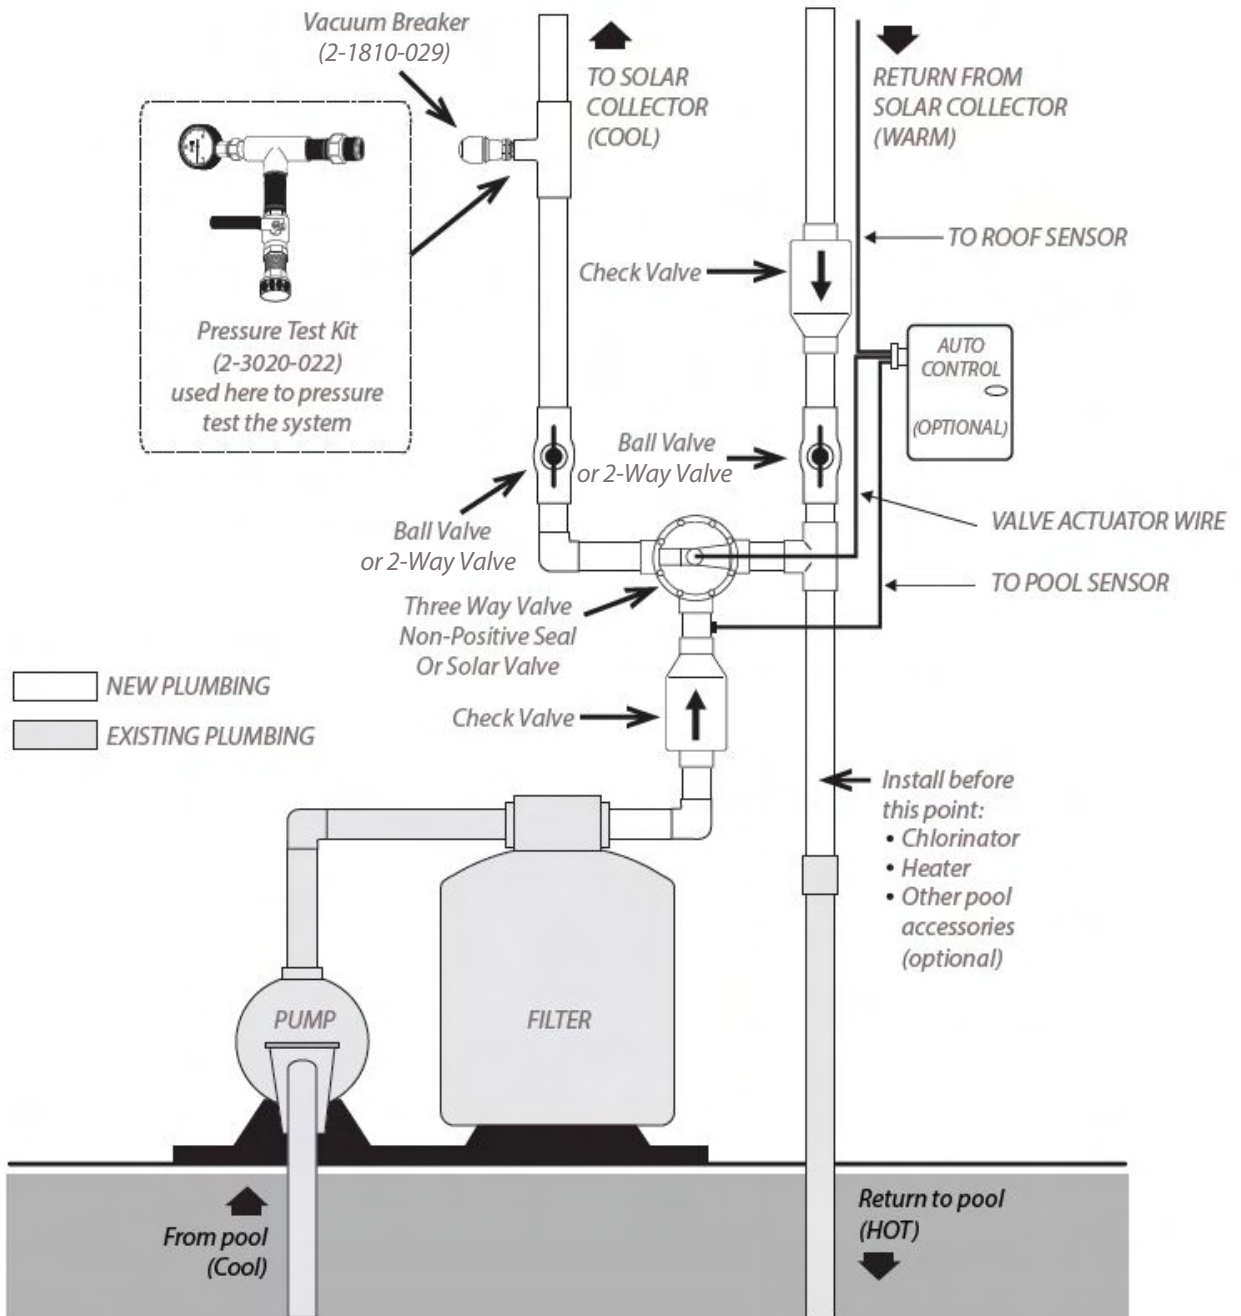 Vacuum Breaker
(2-1810-029)
TO SOLAR
COLLECTOR
(COOL)
RETURN FROM
SOLAR COLLECTOR
(WARM)
TO ROOF SENSOR
Check Valve
Pressure Test Kit
(2-3020-022)
used here to pressure
test the system
AUTO
CONTROL
(OPTIONAL)
Ball Valve
or 2-Way Valve
Ball Valve
or 2-Way Valve
VALVE ACTUATOR WIRE
TO POOL SENSOR
Three Way Valve
Non-Positive Seal
Or Solar Valve
NEW PLUMBING
EXISTING PLUMBING
Check Valve
Install before
this point:
• Chlorinator
• Heater
• Other pool
accessories
(optional)
PUMP
FILTER
From pool
(Cool)
Return to pool
(HOT)